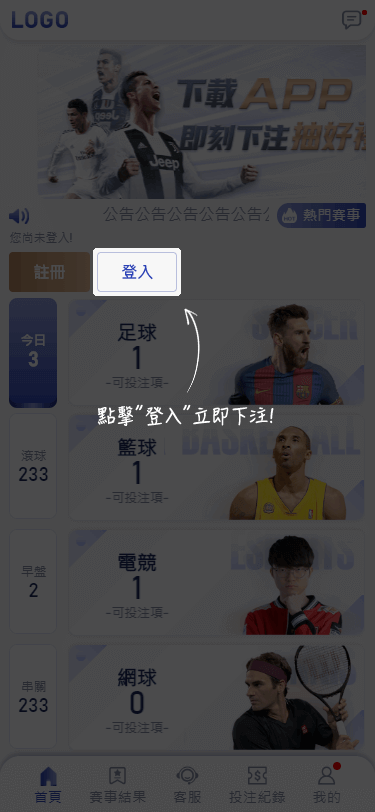 LOGO
下載APP
即刻下注抽好
Jeep
公告公告公告公告公告
熱門賽事
您尚未登入!
註冊
登入
今日
3
足球
1
-可投注項-
SOCCER
點擊"登入"立即下注!
滾球
233
籃球
1
-可投注項-
BASKETBALL
早盤
2
電競
1
-可投注項-
ESPORTS
串關
233
網球
0
-可投注項-
首頁
賽事結果
客服
投注紀錄
我的